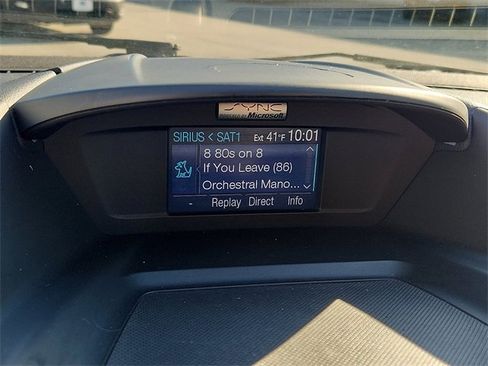 SYNC
Microsoft
SIRIUS < SAT1 Ext 41°F 10:01
8 80s on 8
If You Leave (86)
Orchestral Mano...
- Replay Direct Info